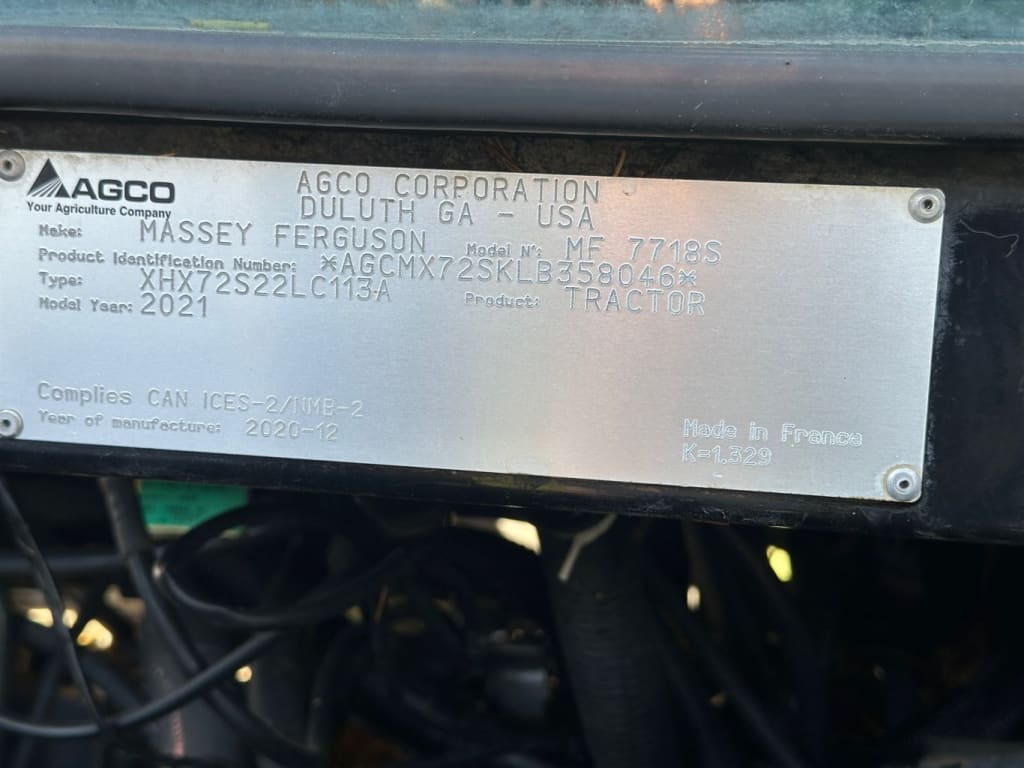 AGCO
Your Agriculture Company
AGCO CORPORATION
DULUTH GA - USA
Make: MASSEY FERGUSON Model N°: MF 7718S
Product Identification Number: *AGCMX72SKLB358046*
Type: XHX72S22LC113A Product: TRACTOR
Model Year: 2021
Complies CAN ICES-2/NMB-2
Year of manufacture: 2020-12
Made in France
K=1.329